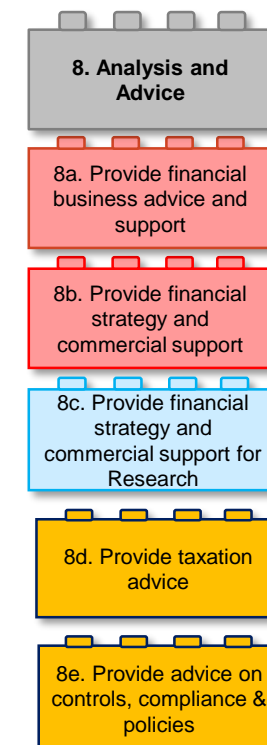 8. Analysis and
Advice
8a. Provide financial
business advice and
support
8b. Provide financial
strategy and
commercial support
8c. Provide financial
strategy and
commercial support for
Research
8d. Provide taxation
advice
8e. Provide advice on
controls, compliance &
policies